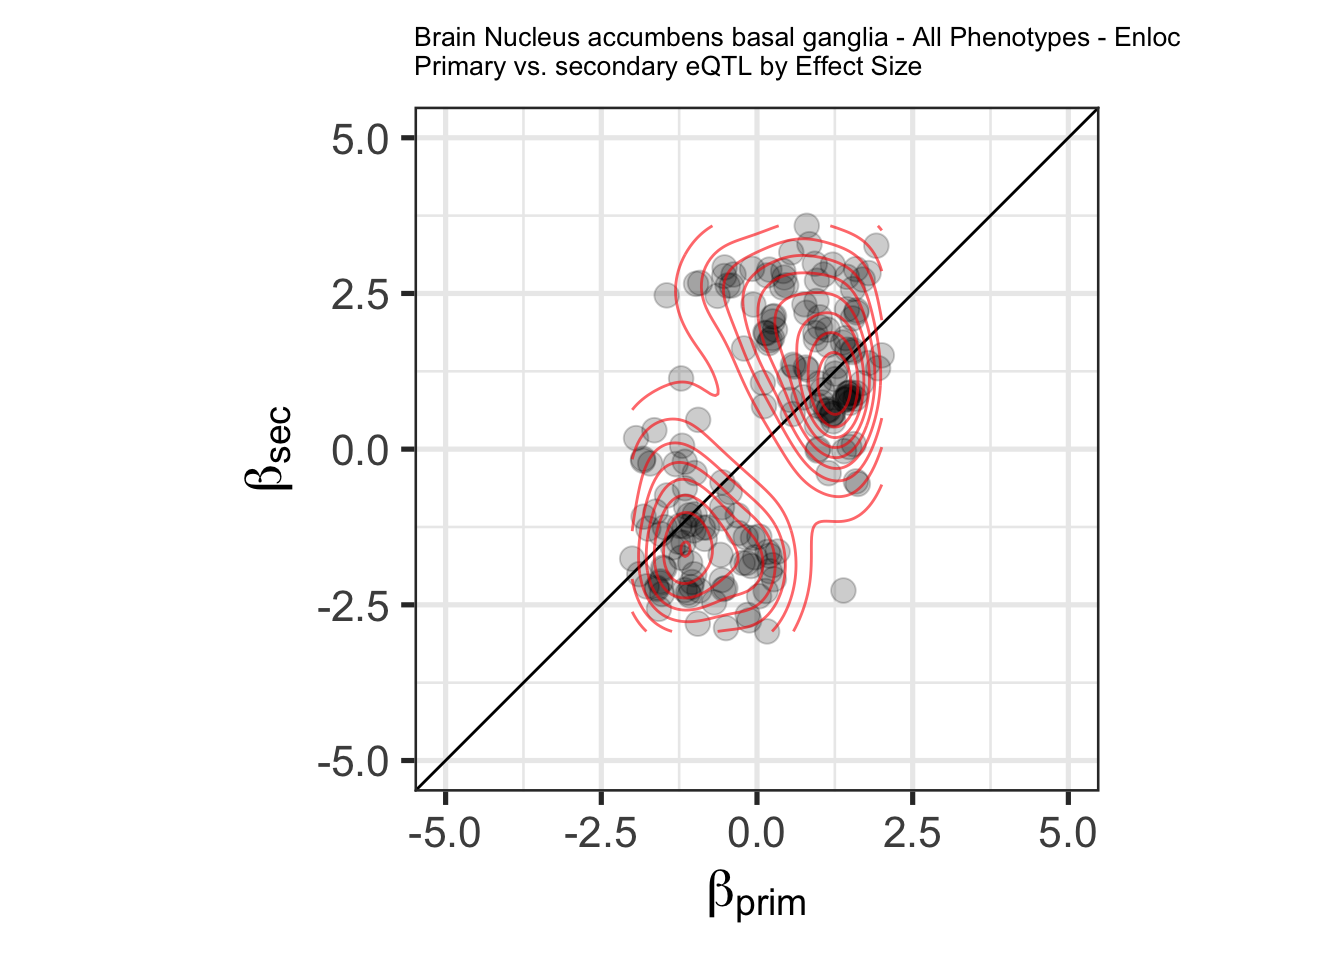 Brain Nucleus accumbens basal ganglia - All Phenotypes - Enloc
Primary vs. secondary eQTL by Effect Size
5.0
2.5
0.0
-2.5
-5.0
βsec
-5.0 -2.5 0.0 2.5 5.0
βprim